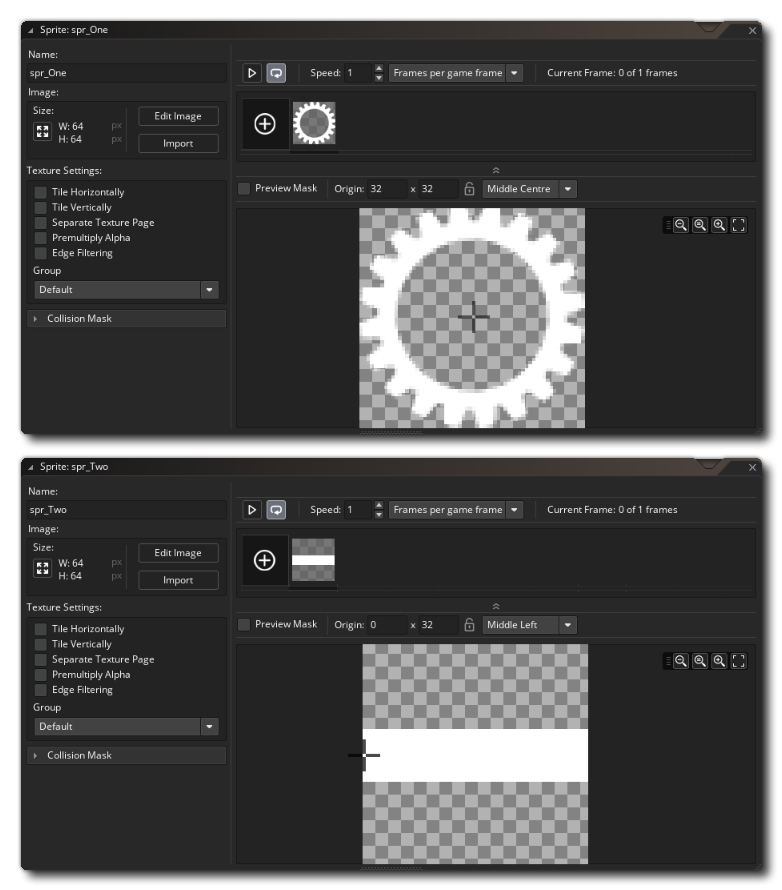 Sprite: spr_One
Name:
spr_One
Image:
Size:
W: 64 px
H: 64 px
Edit Image
Import
Texture Settings:
Tile Horizontally
Tile Vertically
Separate Texture Page
Premultiply Alpha
Edge Filtering
Group
Default
Collision Mask
Speed: 1 Frames per game frame Current Frame: 0 of 1 frames
Preview Mask Origin: 32 x 32 Middle Centre
Sprite: spr_Two
Name:
spr_Two
Image:
Size:
W: 64 px
H: 64 px
Edit Image
Import
Texture Settings:
Tile Horizontally
Tile Vertically
Separate Texture Page
Premultiply Alpha
Edge Filtering
Group
Default
Collision Mask
Speed: 1 Frames per game frame Current Frame: 0 of 1 frames
Preview Mask Origin: 0 x 32 Middle Left